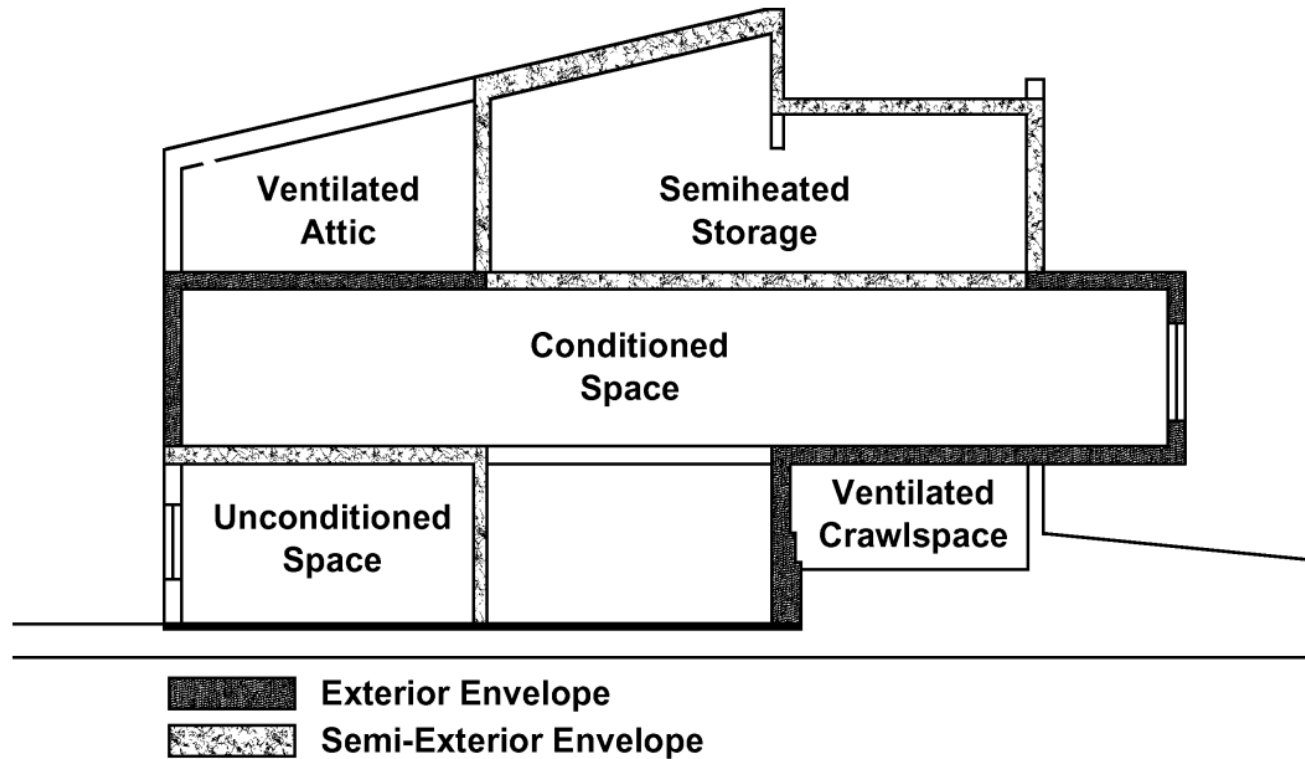 Ventilated
Attic
Semiheated
Storage
Conditioned
Space
Unconditioned
Space
Ventilated
Crawlspace
Exterior Envelope
Semi-Exterior Envelope